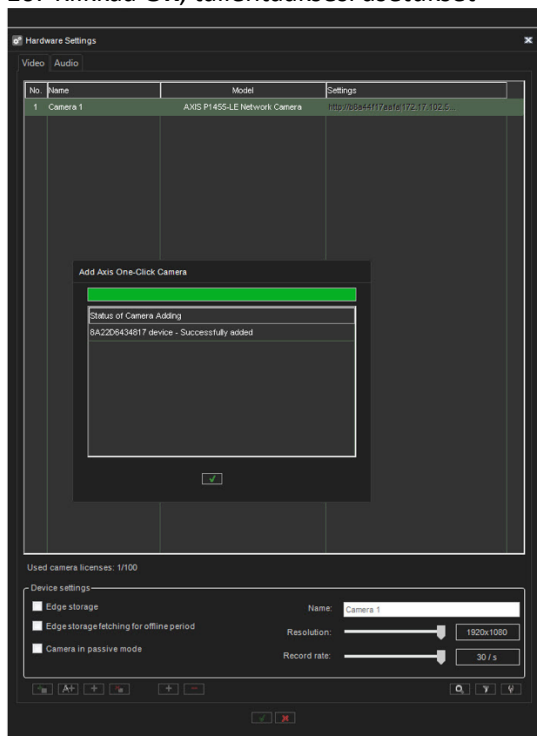 Hardware Settings
Video Audio
No. Name Model Settings
1 Camera 1 AXIS P1455-LE Network Camera
Add Axis One-Click Camera
Status of Camera Adding
8A22D6434817 device - Successfully added
Used camera licenses: 1/100
Device settings
Edge storage
Name: Camera 1
Edge storage fetching for offline period
Resolution: 1920x1080
Camera in passive mode
Record rate: 30 / s
A+